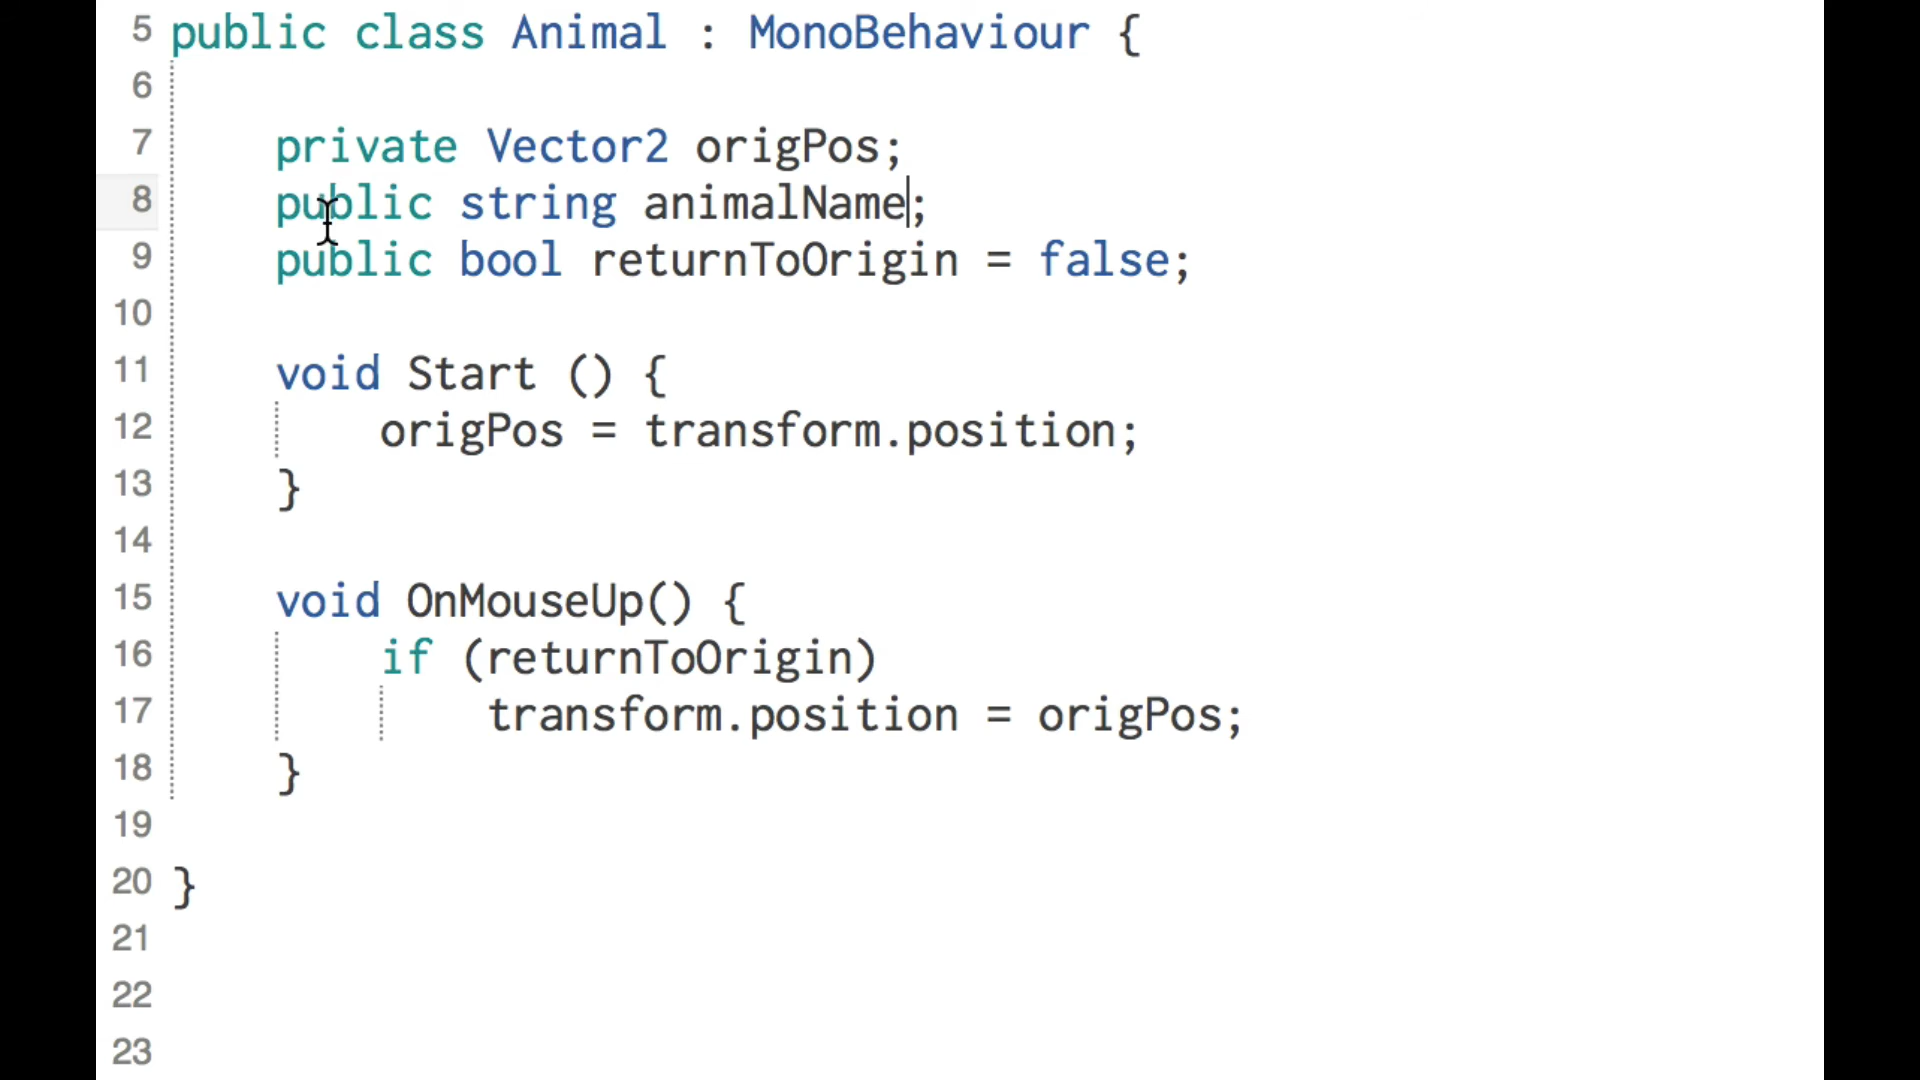 5 public class Animal : MonoBehaviour {
6
7 private Vector2 origPos;
8 public string animalName;
9 public bool returnToOrigin = false;
10
11 void Start () {
12 origPos = transform.position;
13 }
14
15 void OnMouseUp() {
16 if (returnToOrigin)
17 transform.position = origPos;
18 }
19
20 }
21
22
23